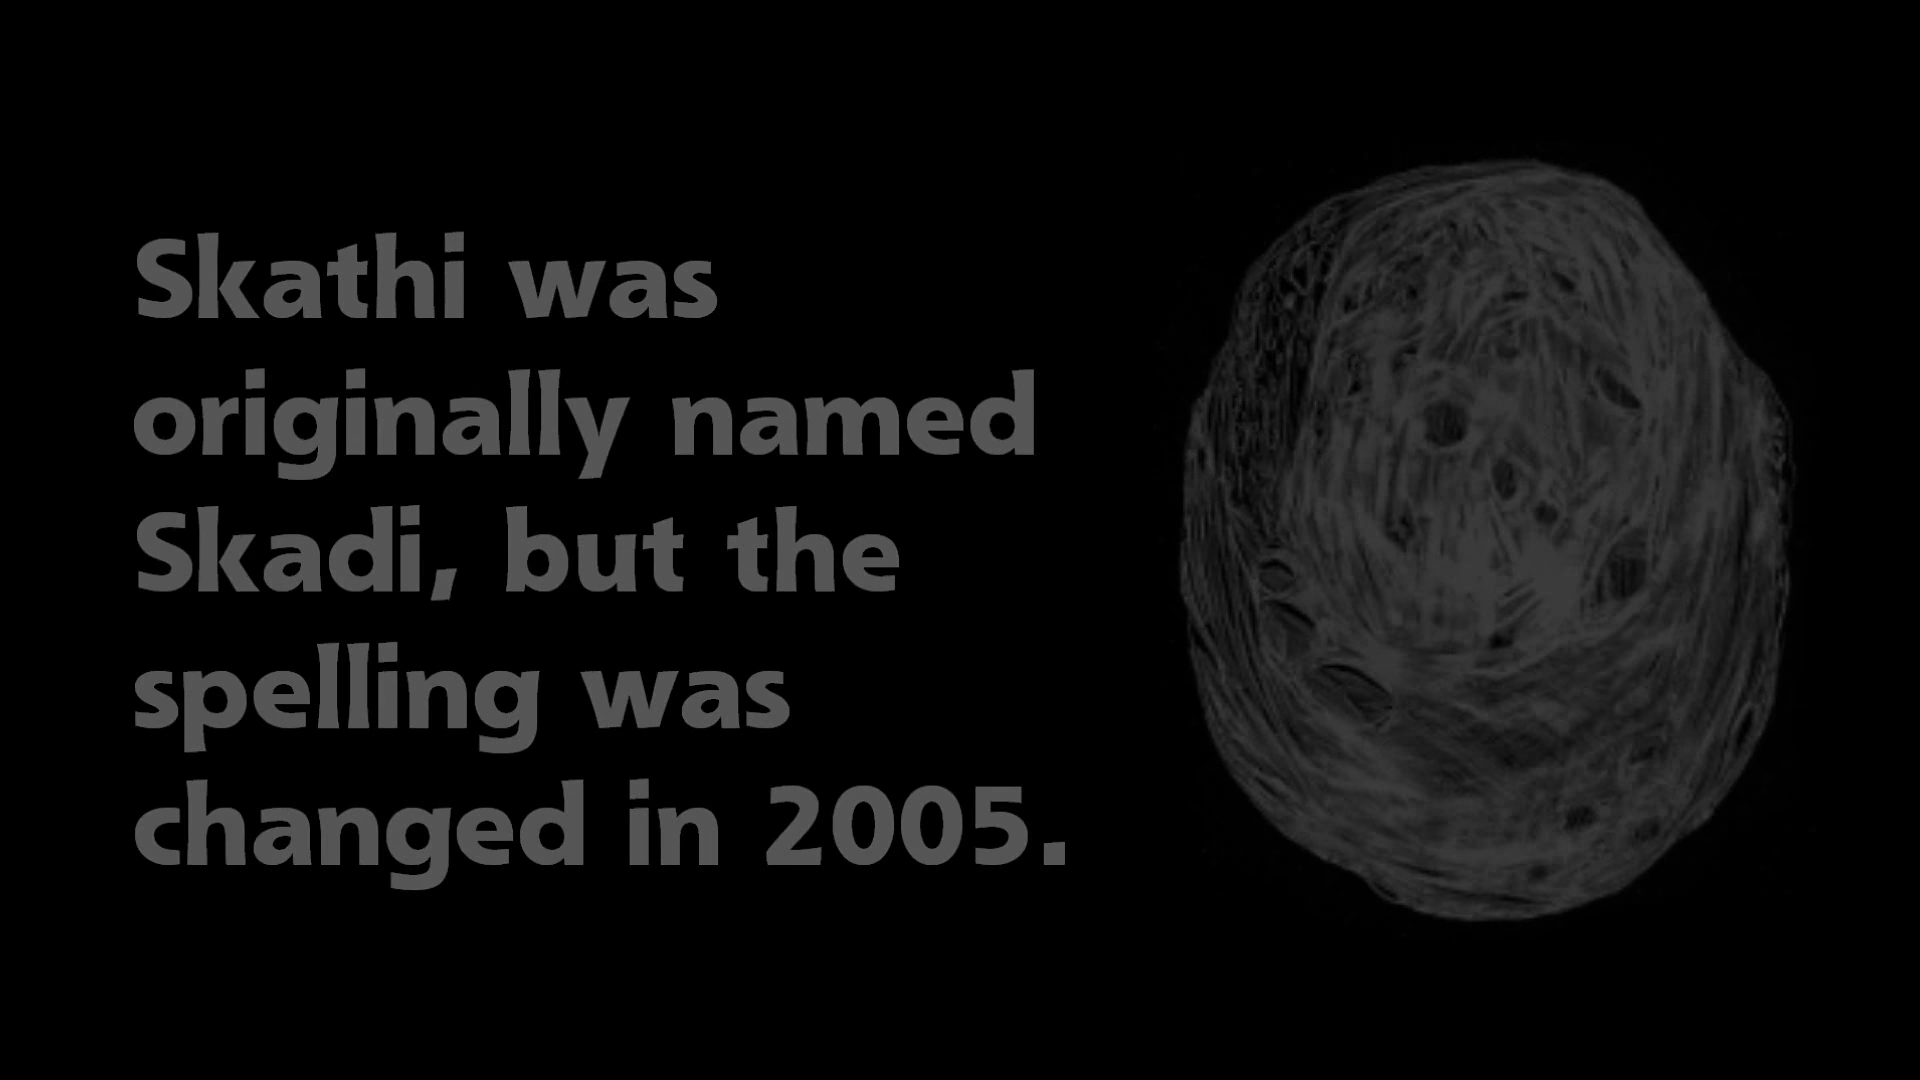 Skathi was
originally named
Skadi, but the
spelling was
changed in 2005.